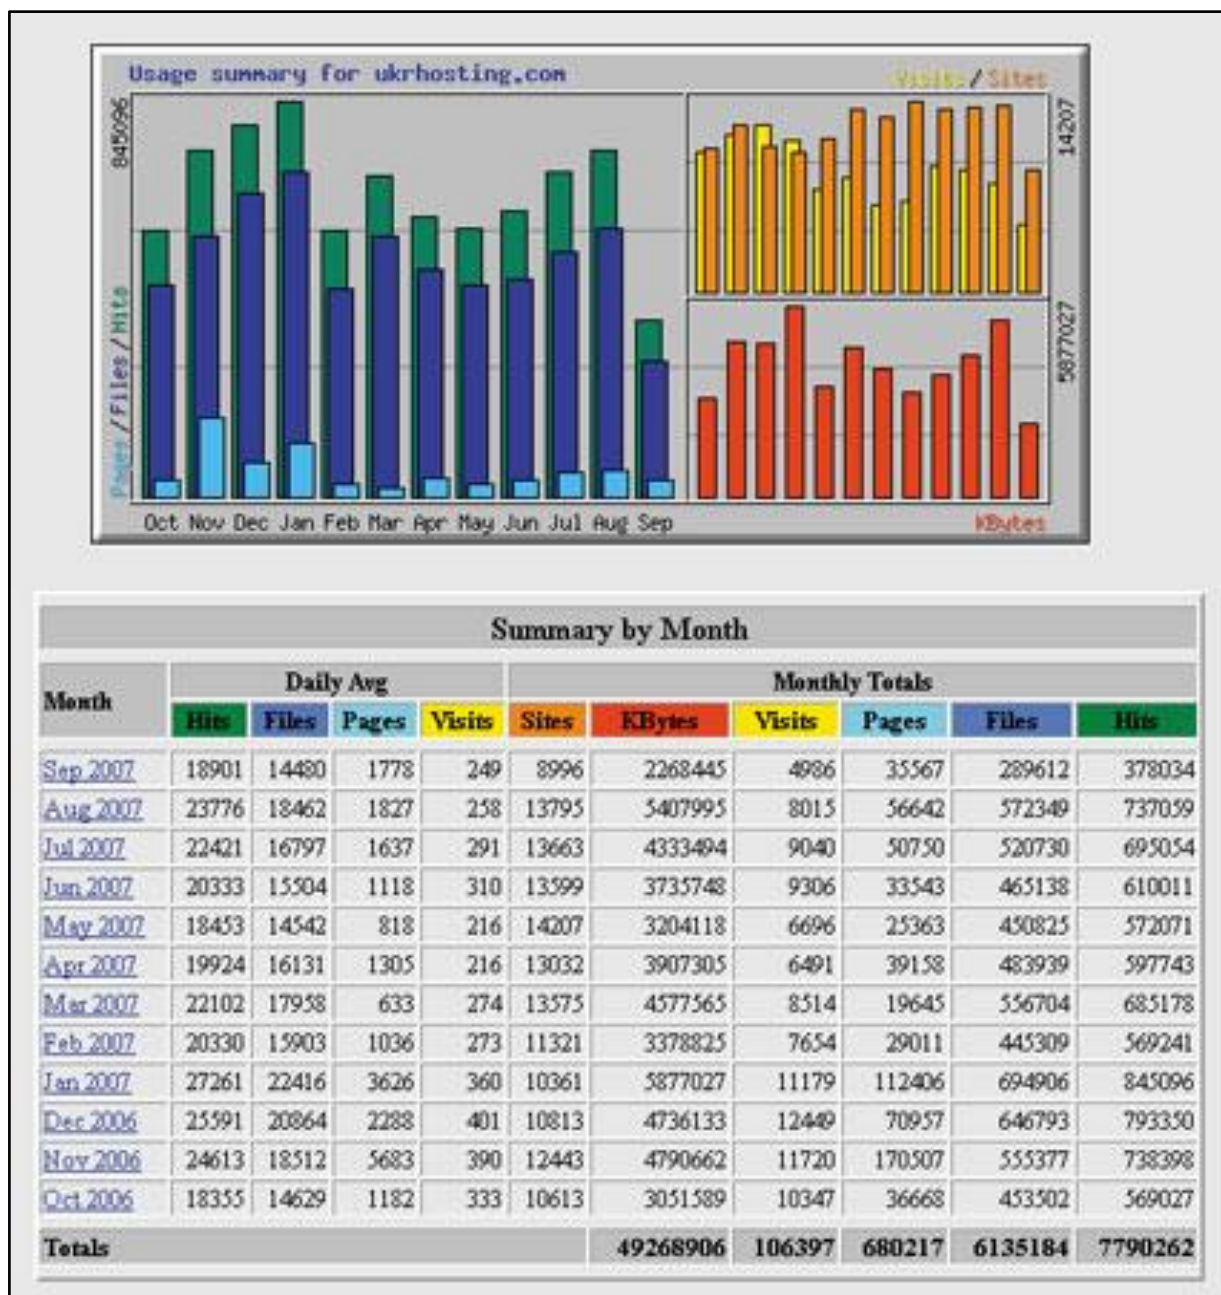 Usage summary for ukrhosting.com
Visits / Sites
845096
14207
Pages / Files / Hits
5877027
Oct Nov Dec Jan Feb Mar Apr May Jun Jul Aug Sep
KBytes
Summary by Month
Month Daily Avg Monthly Totals
Hits Files Pages Visits Sites KBytes Visits Pages Files Hits
Sep 2007 18901 14480 1778 249 8996 2268445 4986 35567 289612 378034
Aug 2007 23776 18462 1827 258 13795 5407995 8015 56642 572349 737059
Jul 2007 22421 16797 1637 291 13663 4333494 9040 50750 520730 695054
Jun 2007 20333 15504 1118 310 13599 3735748 9306 33543 465138 610011
May 2007 18453 14542 818 216 14207 3204118 6696 25363 450825 572071
Apr 2007 19924 16131 1305 216 13032 3907305 6491 39158 483939 597743
Mar 2007 22102 17958 633 274 13575 4577565 8514 19645 556704 685178
Feb 2007 20330 15903 1036 273 11321 3378825 7654 29011 445309 569241
Jan 2007 27261 22416 3626 360 10361 5877027 11179 112406 694906 845096
Dec 2006 25591 20864 2288 401 10813 4736133 12449 70957 646793 793350
Nov 2006 24613 18512 5683 390 12443 4790662 11720 170507 555377 738398
Oct 2006 18355 14629 1182 333 10613 3051589 10347 36668 453502 569027
Totals 49268906 106397 680217 6135184 7790262